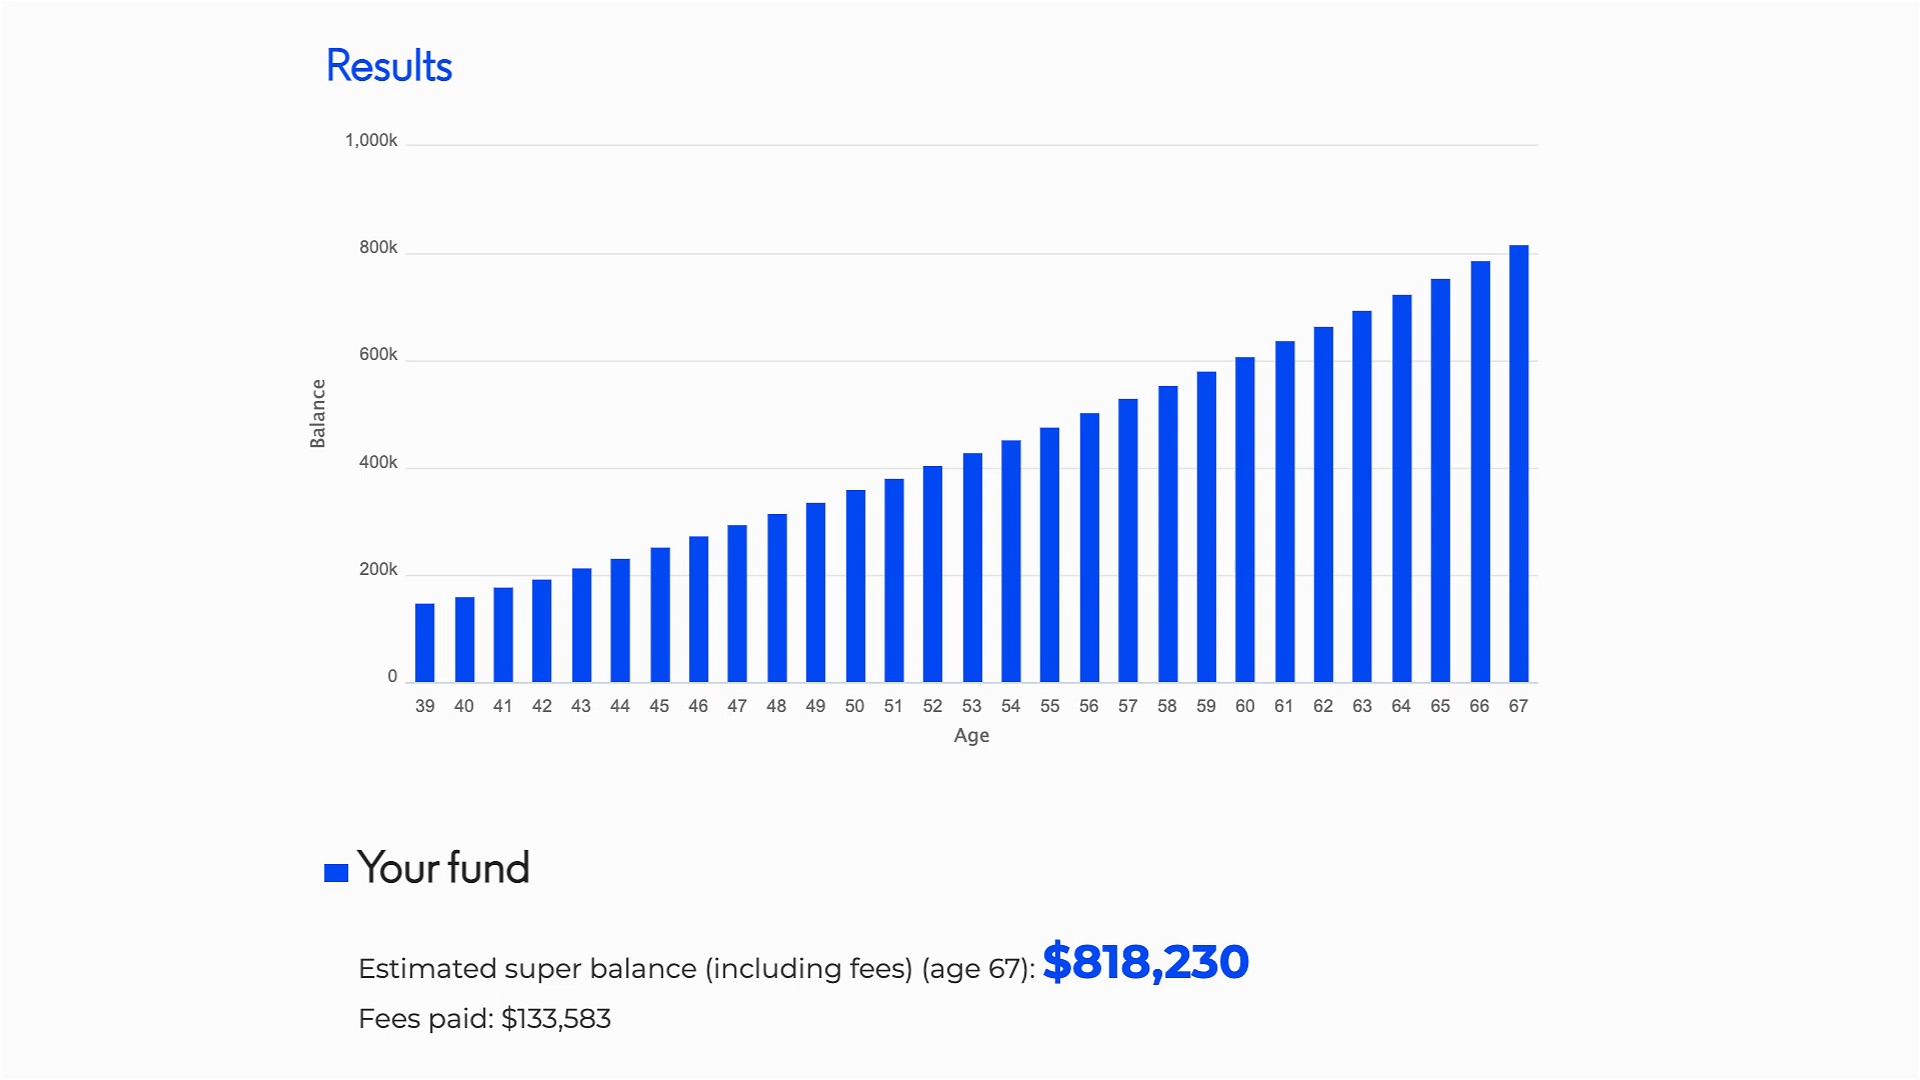 Results
1,000k
800k
600k
400k
200k
0
Balance
39 40 41 42 43 44 45 46 47 48 49 50 51 52 53 54 55 56 57 58 59 60 61 62 63 64 65 66 67
Age
Your fund
Estimated super balance (including fees) (age 67): $818,230
Fees paid: $133,583